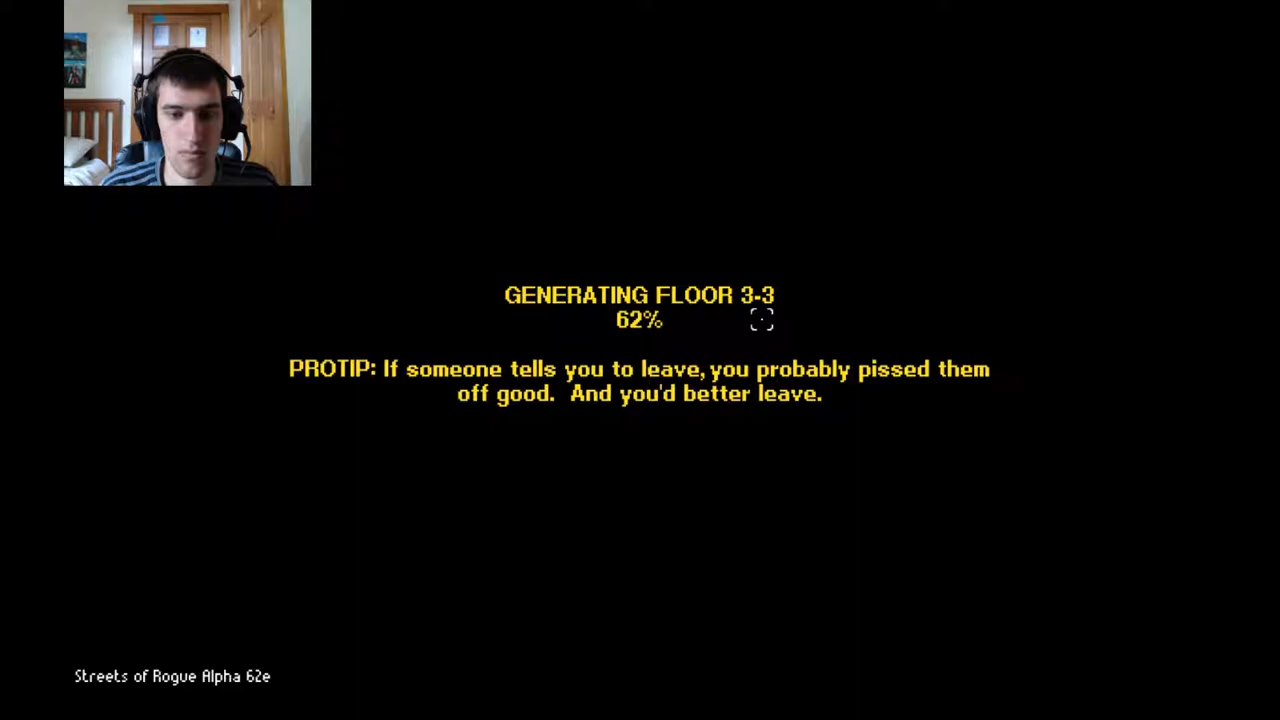 GENERATING FLOOR 3-3
62%
PROTIP: If someone tells you to leave, you probably pissed them
off good. And you'd better leave.
Streets of Rogue Alpha 62e